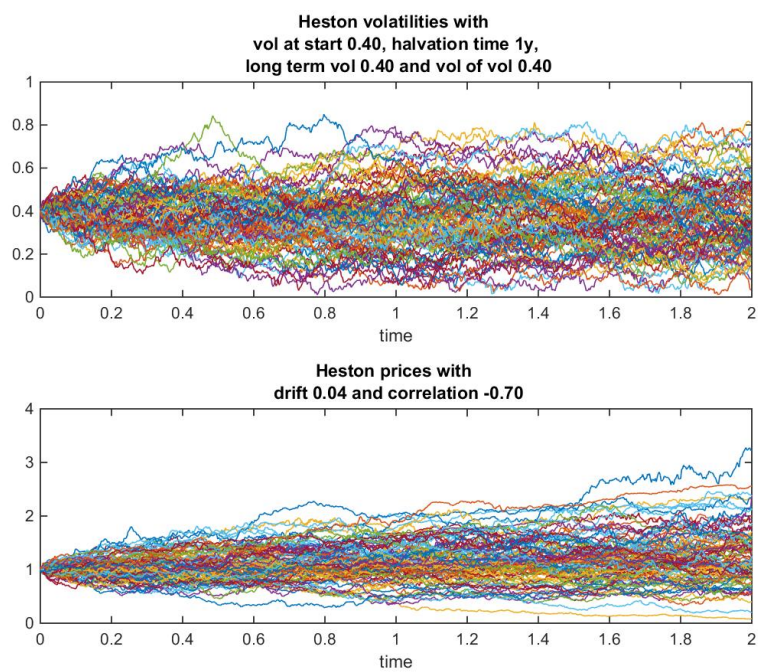 Heston volatilities with
vol at start 0.40, halvation time 1y,
long term vol 0.40 and vol of vol 0.40
1
0.8
0.6
0.4
0.2
0
0 0.2 0.4 0.6 0.8 1 1.2 1.4 1.6 1.8 2
time
Heston prices with
drift 0.04 and correlation -0.70
4
3
2
1
0
0 0.2 0.4 0.6 0.8 1 1.2 1.4 1.6 1.8 2
time